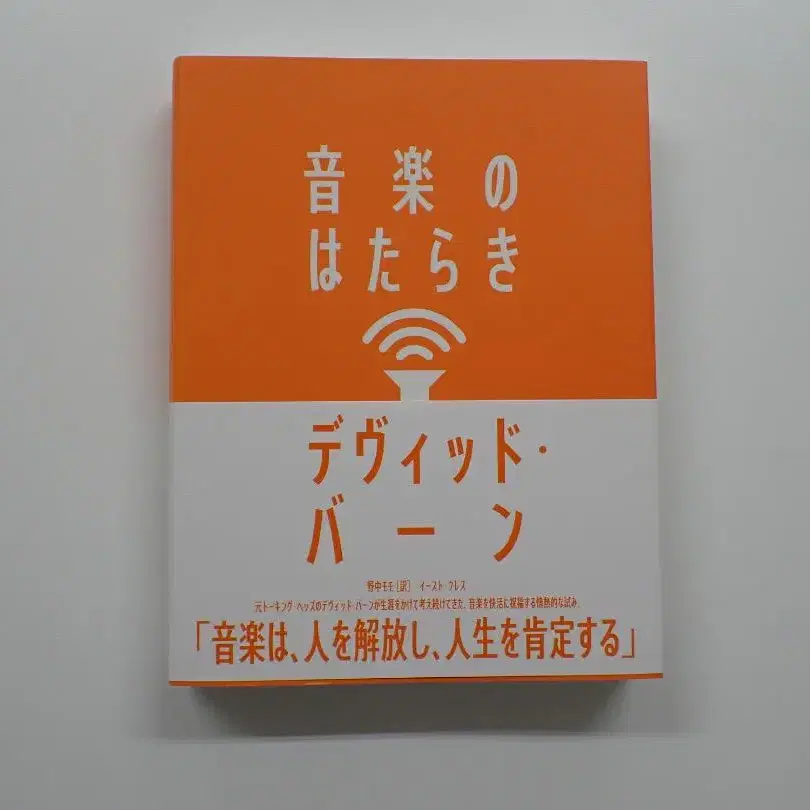 音楽の
はたらき
デヴィッド・
バーン
野中モモ[訳] イースト・プレス
元トーキング・ヘッズのデヴィッド・バーンが生涯をかけて考え続けてきた、音楽を快活に祝福する情熱的な試み。
「音楽は、人を解放し、人生を肯定する」